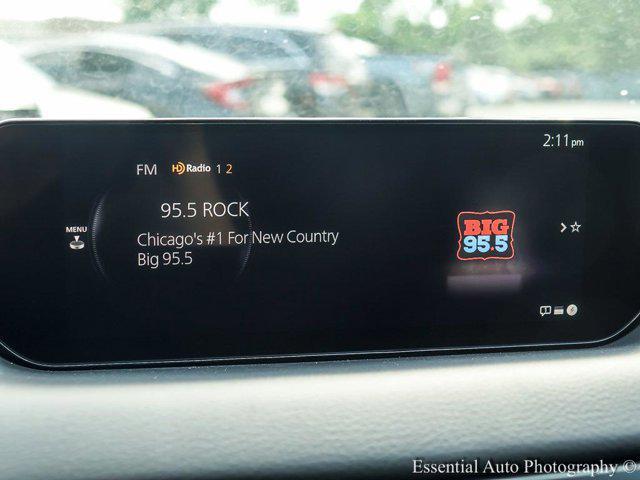 2:11pm
FM HD Radio 1 2
95.5 ROCK
MENU
Chicago's #1 For New Country
Big 95.5
BIG
95.5
Essential Auto Photography ©